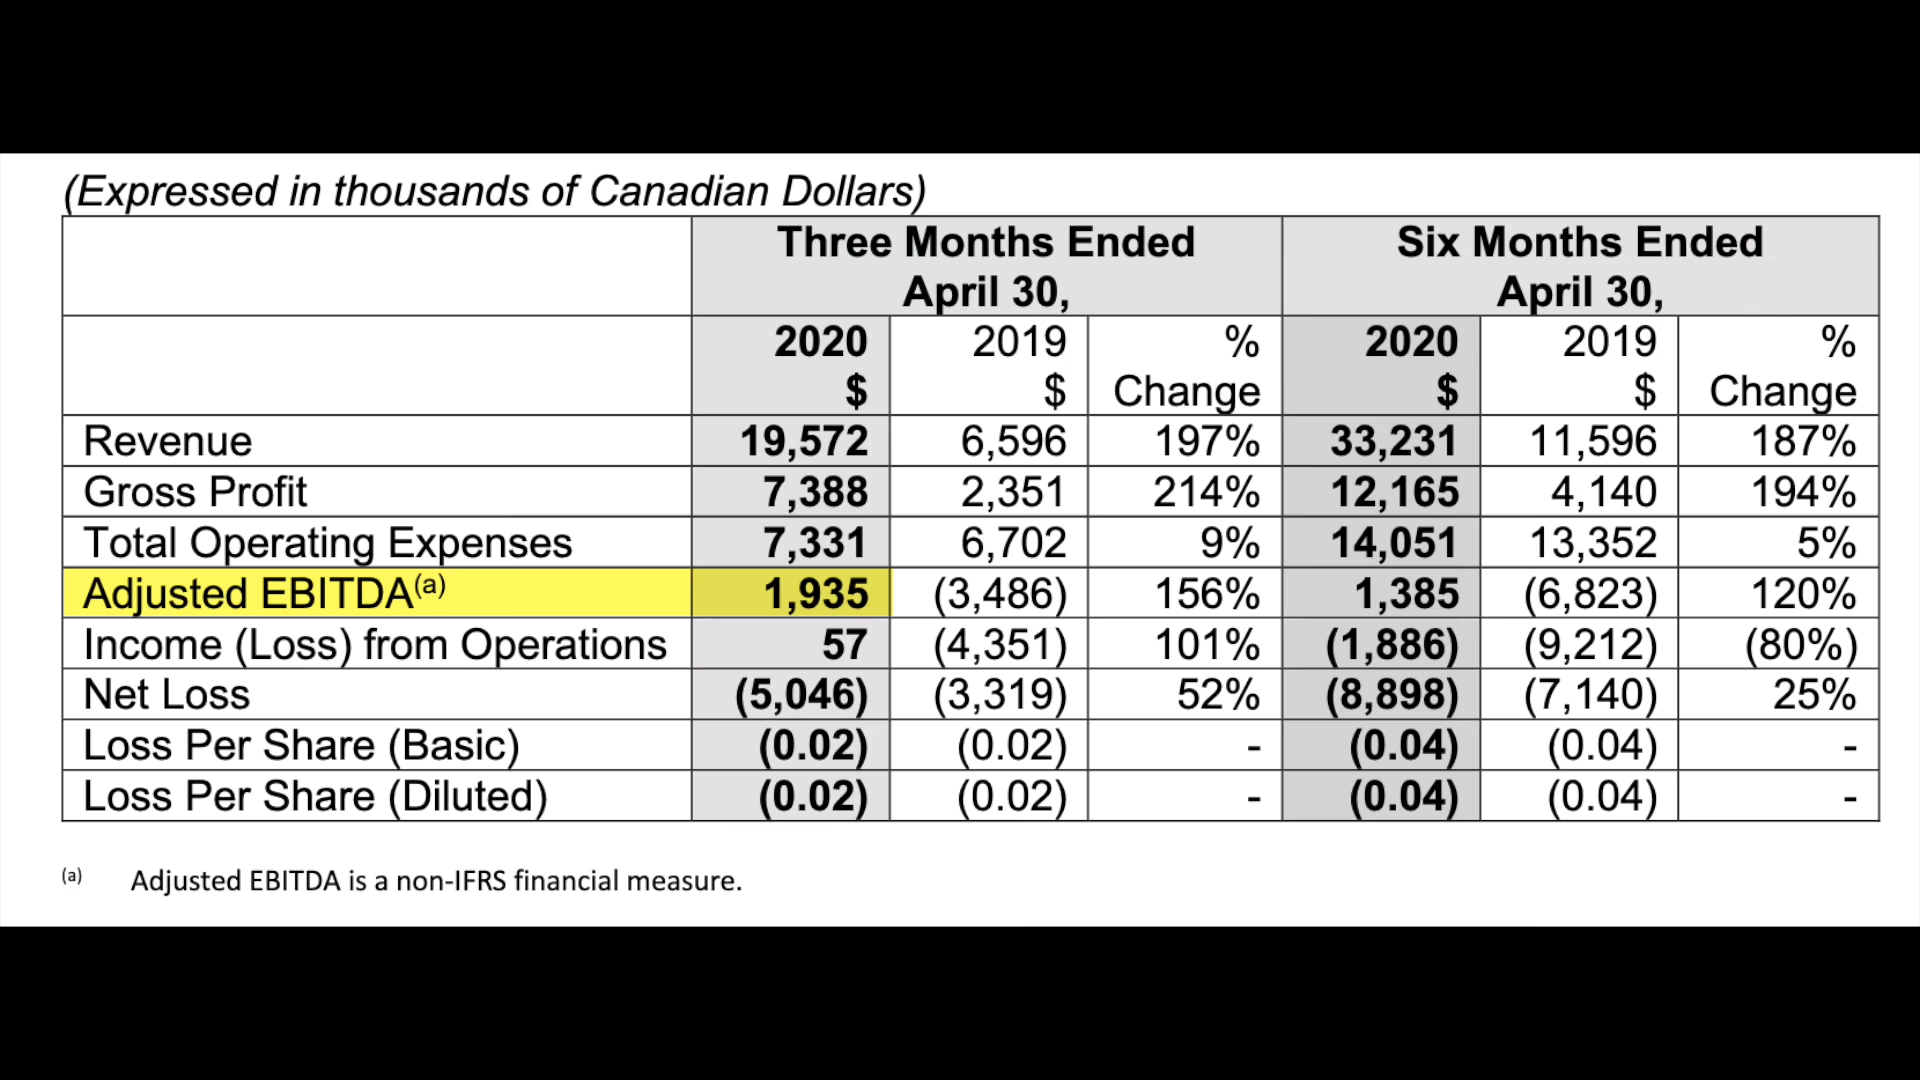 (Expressed in thousands of Canadian Dollars)
Three Months Ended April 30, Six Months Ended April 30,
2020 $ 2019 $ % Change 2020 $ 2019 $ % Change
Revenue 19,572 6,596 197% 33,231 11,596 187%
Gross Profit 7,388 2,351 214% 12,165 4,140 194%
Total Operating Expenses 7,331 6,702 9% 14,051 13,352 5%
Adjusted EBITDA(a) 1,935 (3,486) 156% 1,385 (6,823) 120%
Income (Loss) from Operations 57 (4,351) 101% (1,886) (9,212) (80%)
Net Loss (5,046) (3,319) 52% (8,898) (7,140) 25%
Loss Per Share (Basic) (0.02) (0.02) - (0.04) (0.04) -
Loss Per Share (Diluted) (0.02) (0.02) - (0.04) (0.04) -
(a) Adjusted EBITDA is a non-IFRS financial measure.